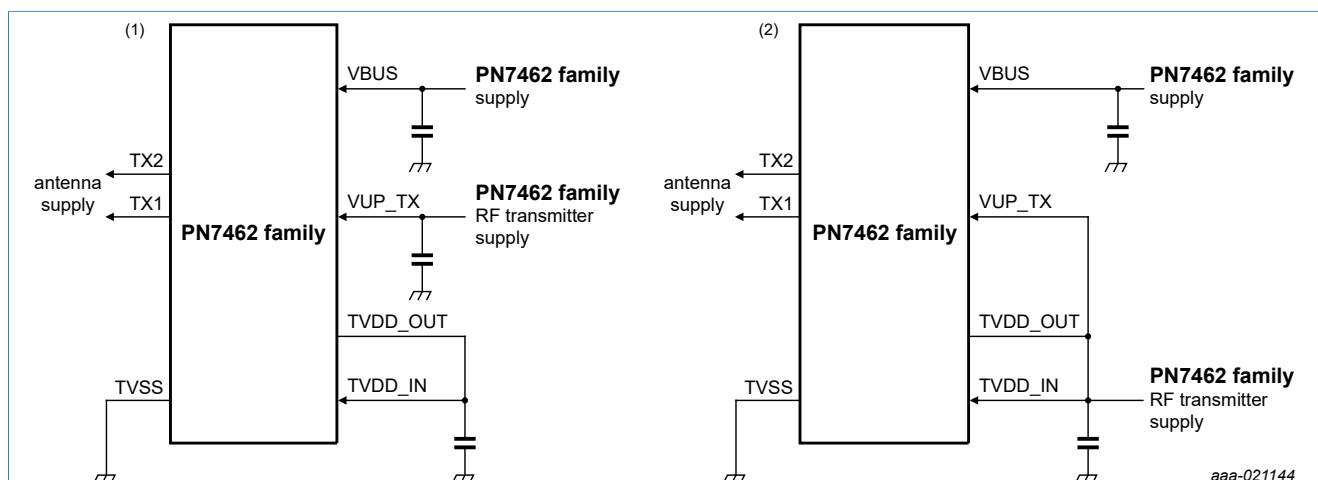 (1)
VBUS
PN7462 family
supply
TX2
antenna
supply
TX1
VUP_TX
PN7462 family
RF transmitter
supply
PN7462 family
TVDD_OUT
TVSS
TVDD_IN
(2)
VBUS
PN7462 family
supply
TX2
antenna
supply
TX1
VUP_TX
PN7462 family
TVDD_OUT
TVSS
TVDD_IN
PN7462 family
RF transmitter
supply
aaa-021144